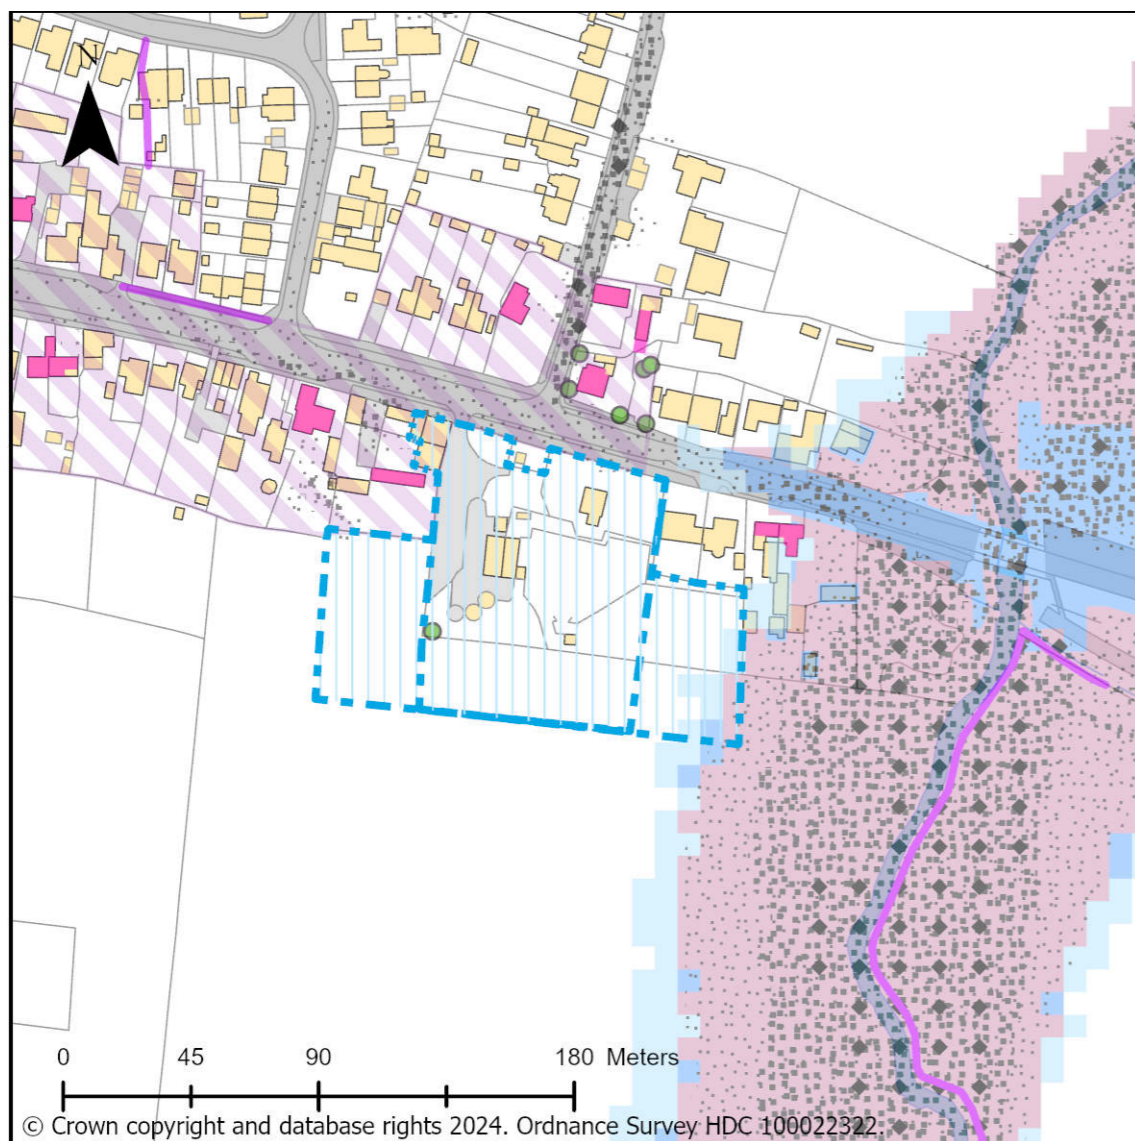 N
0 45 90 180 Meters
© Crown copyright and database rights 2024. Ordnance Survey HDC 100022322.